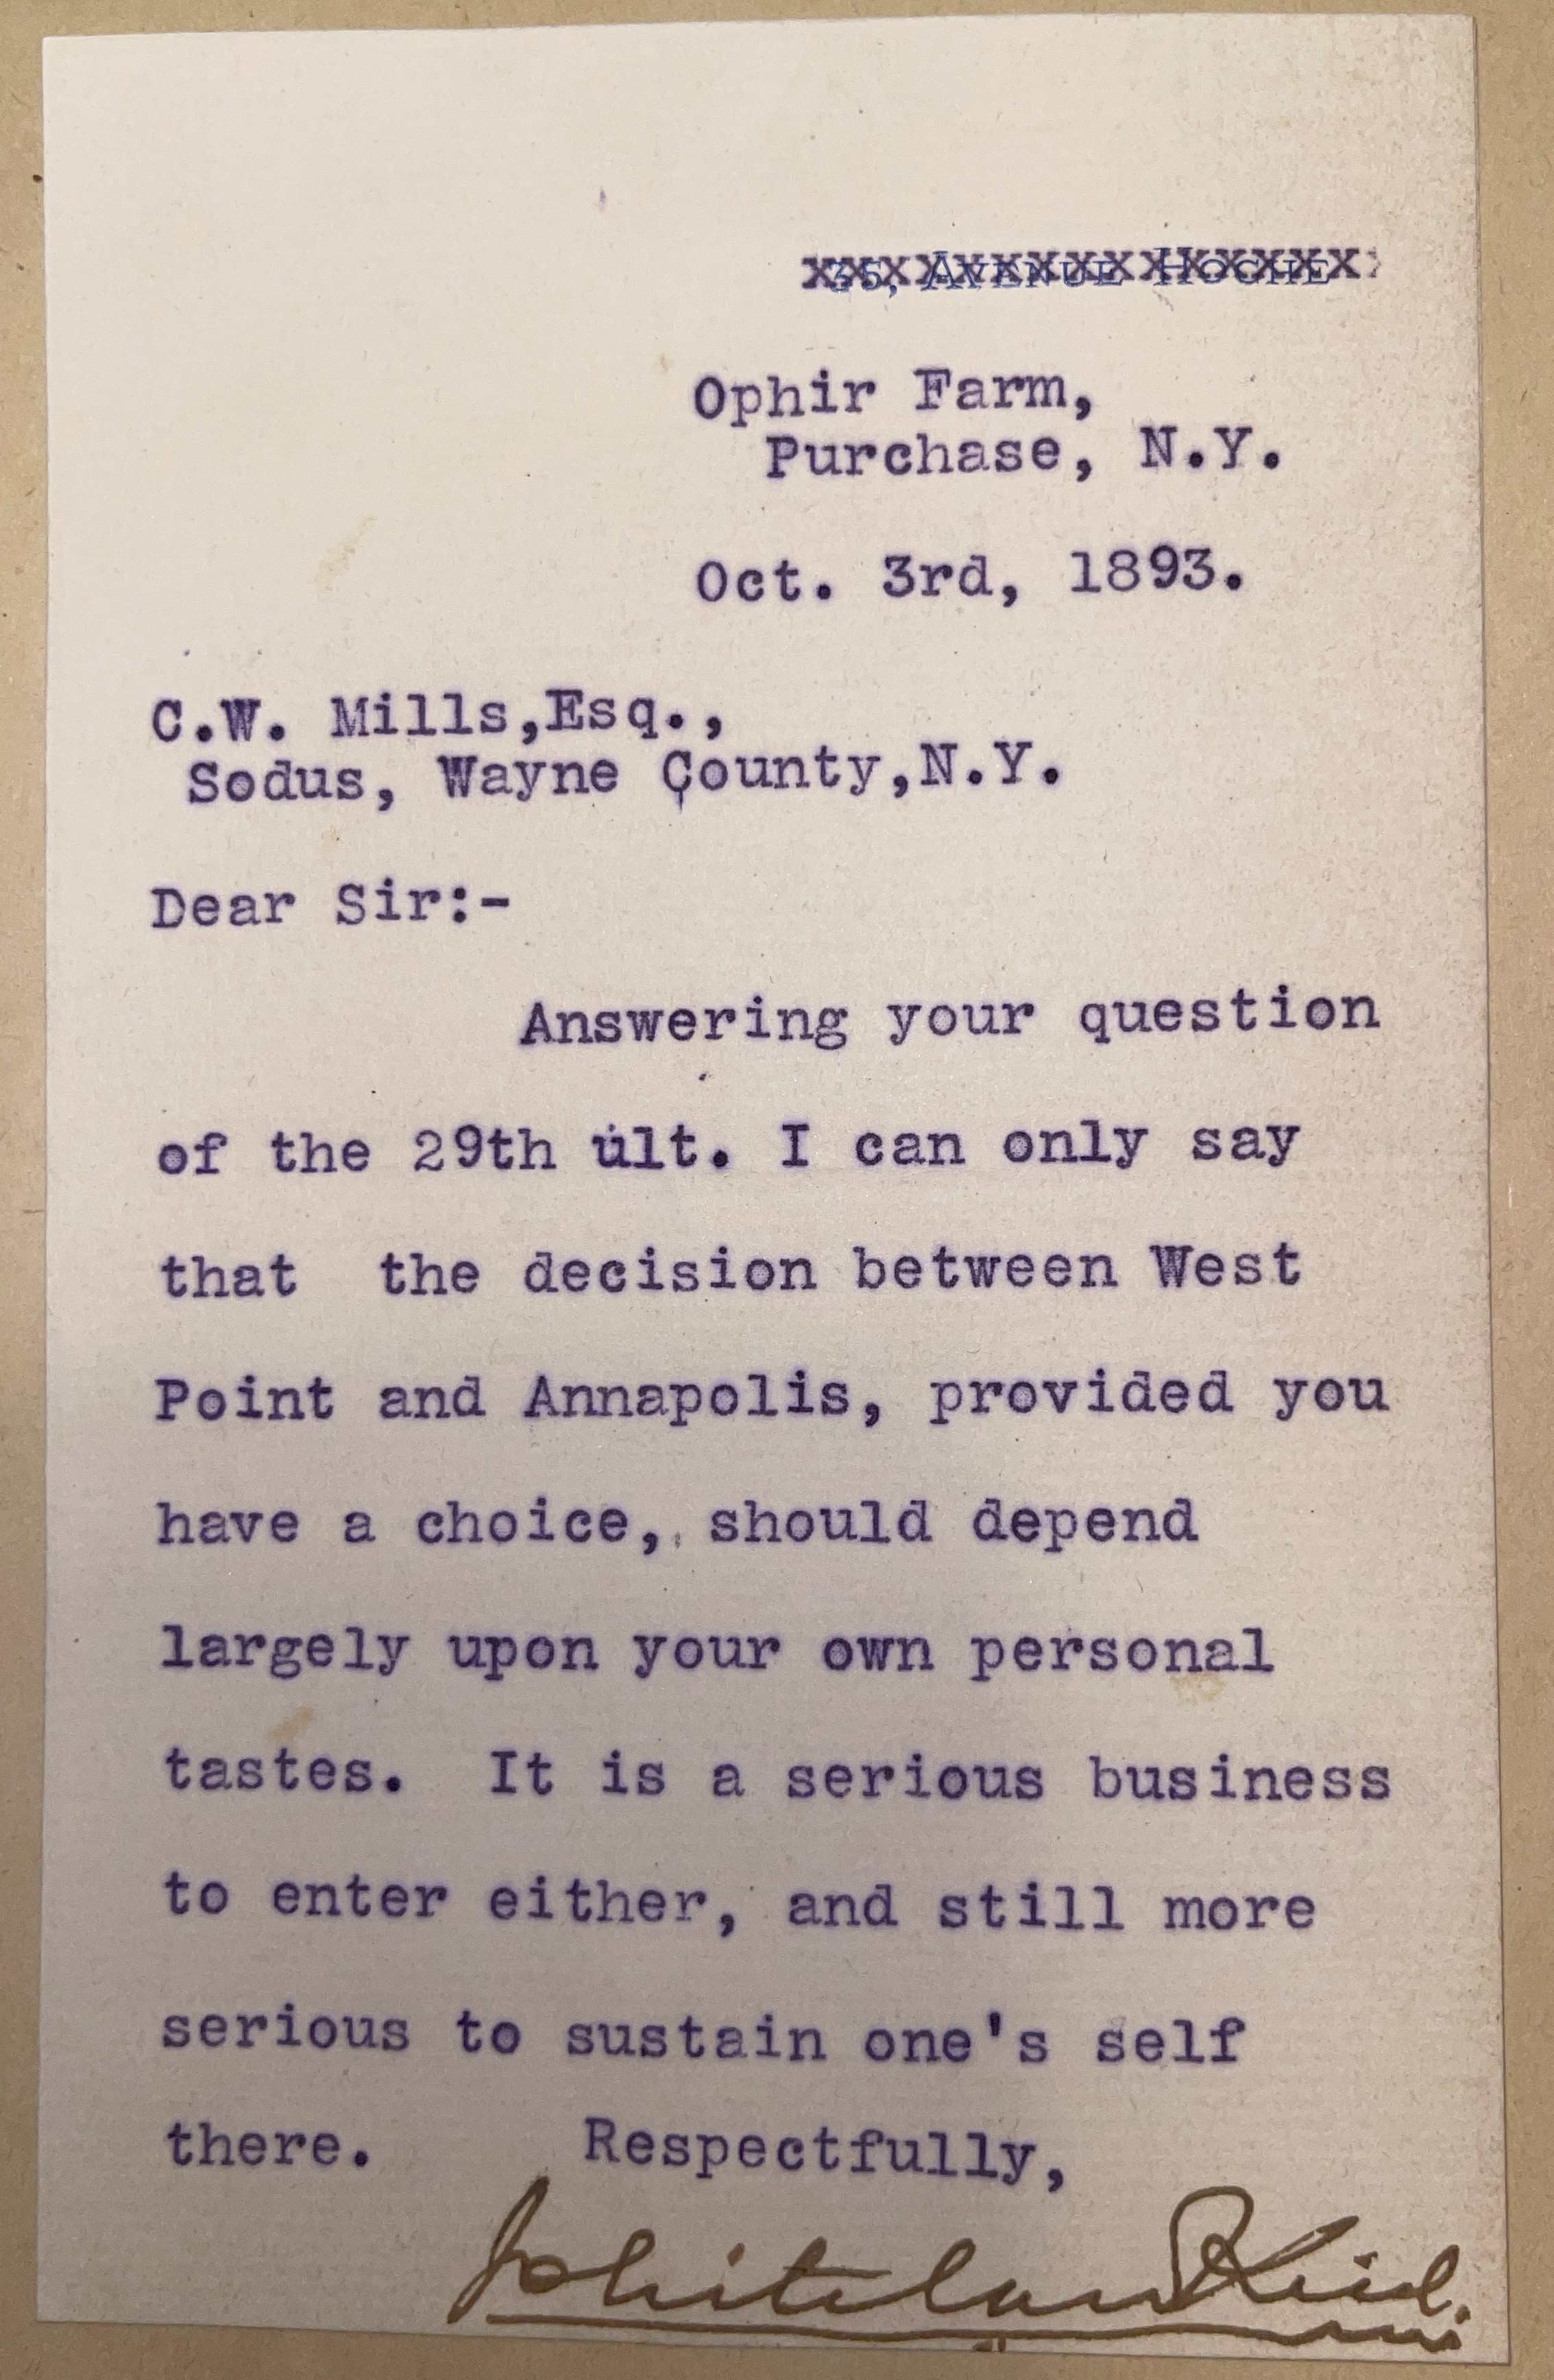 35, AVENUE HOCHE
Ophir Farm,
Purchase, N.Y.
Oct. 3rd, 1893.
C.W. Mills,Esq.,
Sodus, Wayne County,N.Y.
Dear Sir:-
Answering your question
of the 29th ult. I can only say
that the decision between West
Point and Annapolis, provided you
have a choice, should depend
largely upon your own personal
tastes. It is a serious business
to enter either, and still more
serious to sustain one's self
there. Respectfully,
Whitelaw Reid.